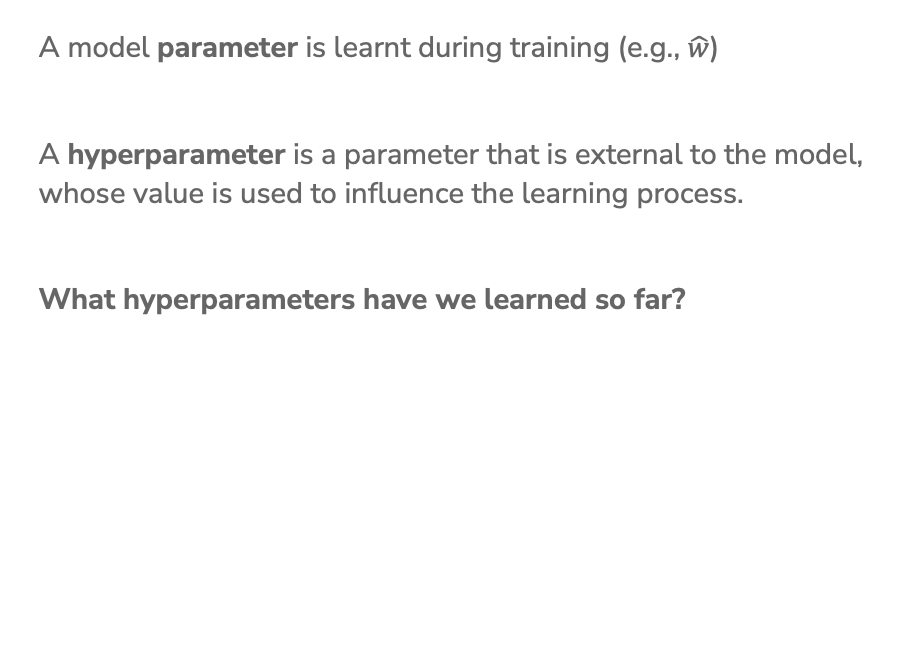 A model parameter is learnt during training (e.g., ŵ)
A hyperparameter is a parameter that is external to the model,
whose value is used to influence the learning process.
What hyperparameters have we learned so far?